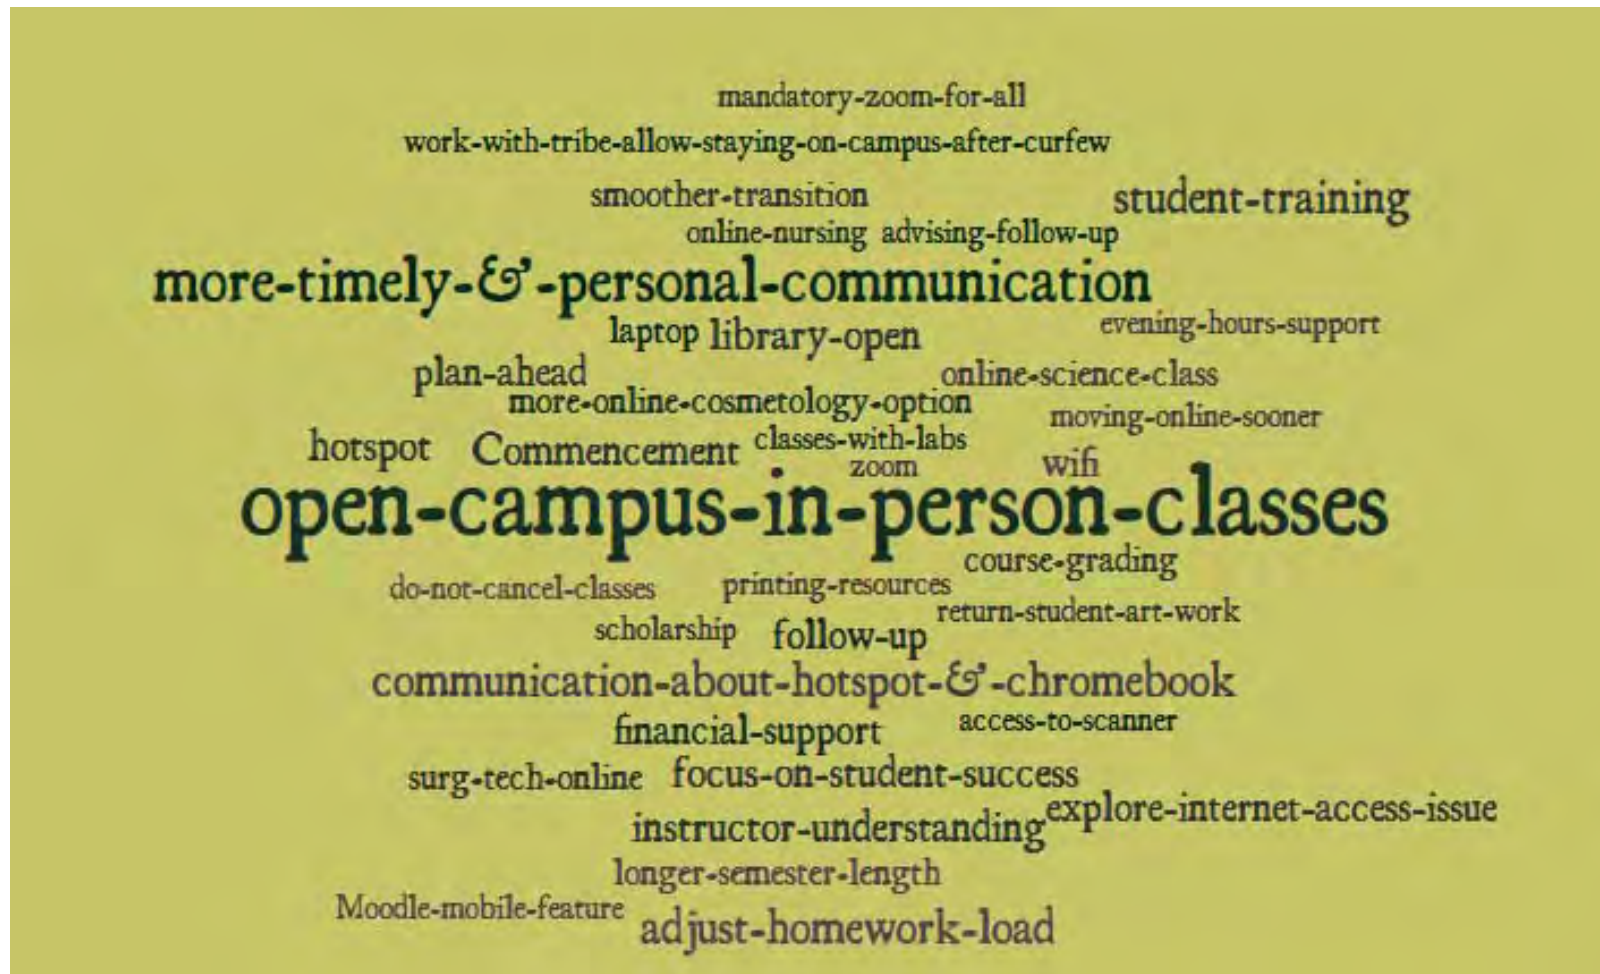 mandatory-zoom-for-all
work-with-tribe-allow-staying-on-campus-after-curfew
smoother-transition
student-training
online-nursing advising-follow-up
more-timely-&-personal-communication
laptop library-open
evening-hours-support
plan-ahead
online-science-class
more-online-cosmetology-option
moving-online-sooner
hotspot
Commencement
classes-with-labs
zoom
wifi
open-campus-in-person-classes
course-grading
do-not-cancel-classes
printing-resources
return-student-art-work
scholarship
follow-up
communication-about-hotspot-&-chromebook
financial-support
access-to-scanner
surg-tech-online
focus-on-student-success
explore-internet-access-issue
instructor-understanding
longer-semester-length
Moodle-mobile-feature
adjust-homework-load